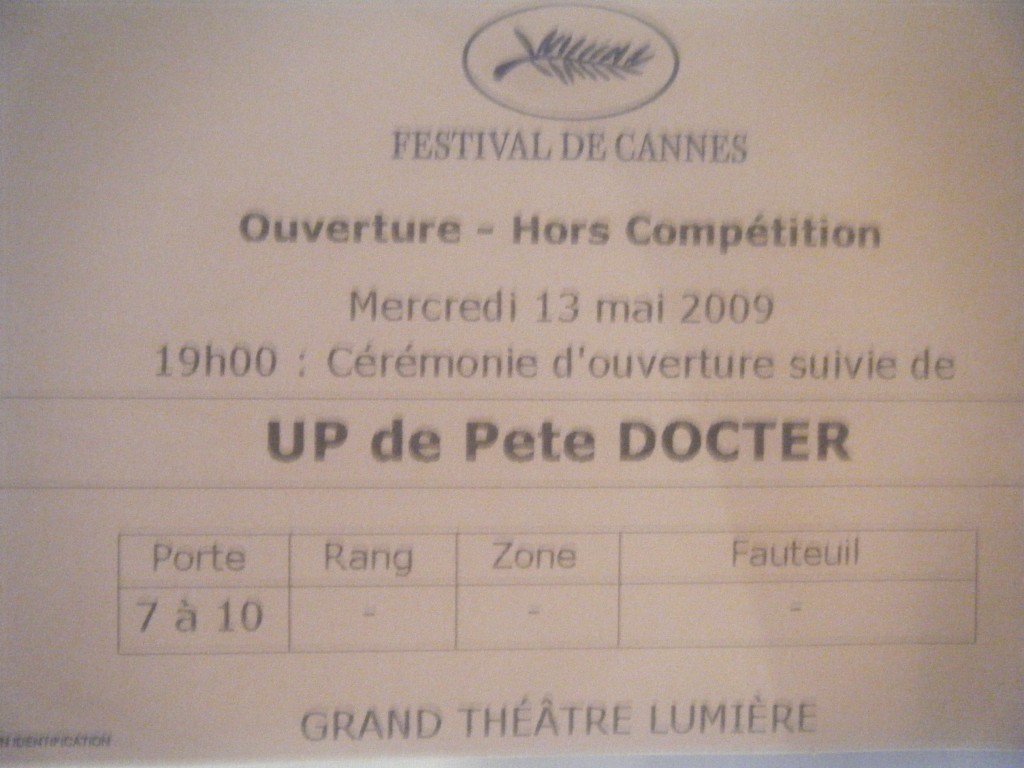 FESTIVAL DE CANNES
Ouverture - Hors Compétition
Mercredi 13 mai 2009
19h00 : Cérémonie d'ouverture suivie de
UP de Pete DOCTER
Porte Rang Zone Fauteuil
7 à 10 - - -
GRAND THÉÂTRE LUMIÈRE
N IDENTIFICATION